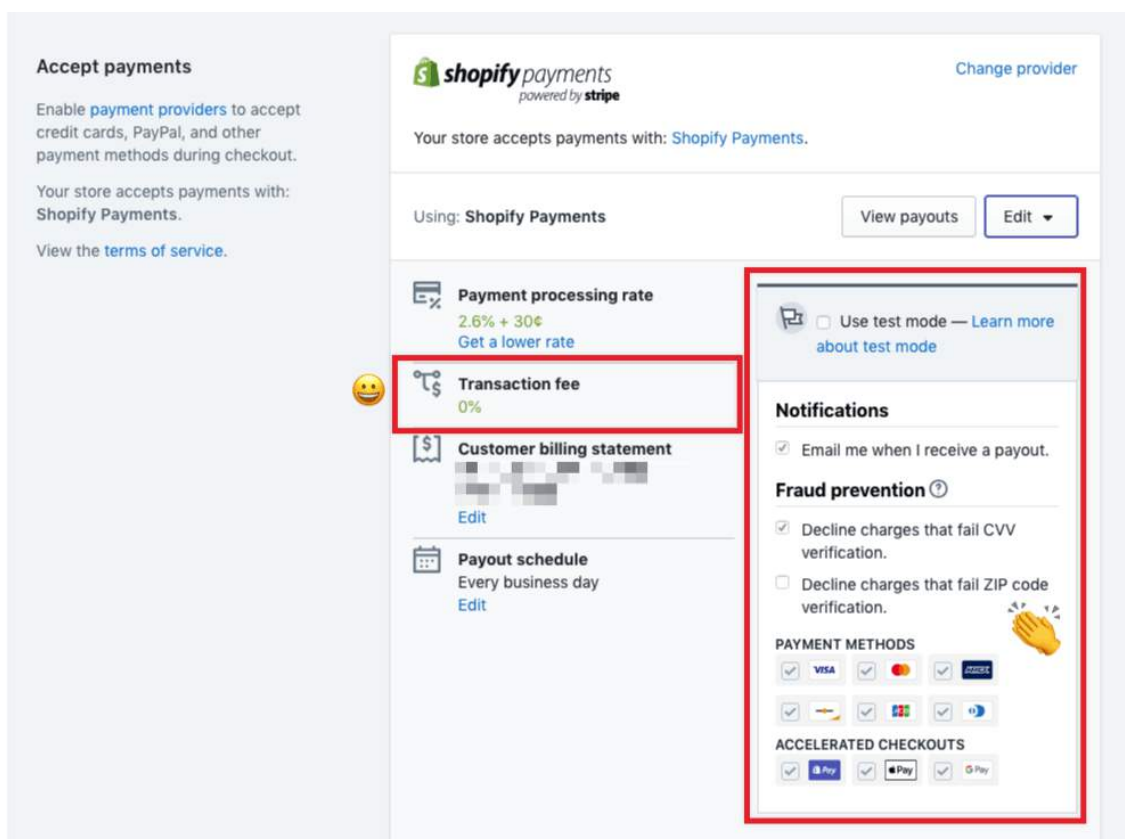 Accept payments
Enable payment providers to accept
credit cards, PayPal, and other
payment methods during checkout.
Your store accepts payments with:
Shopify Payments.
View the terms of service.
shopify payments
powered by stripe
Change provider
Your store accepts payments with: Shopify Payments.
Using: Shopify Payments
View payouts
Edit
Payment processing rate
2.6% + 30¢
Get a lower rate
Transaction fee
0%
Customer billing statement
Edit
Payout schedule
Every business day
Edit
Use test mode — Learn more
about test mode
Notifications
Email me when I receive a payout.
Fraud prevention ?
Decline charges that fail CVV
verification.
Decline charges that fail ZIP code
verification.
PAYMENT METHODS
VISA
JCB
ACCELERATED CHECKOUTS
Pay
Pay
G Pay